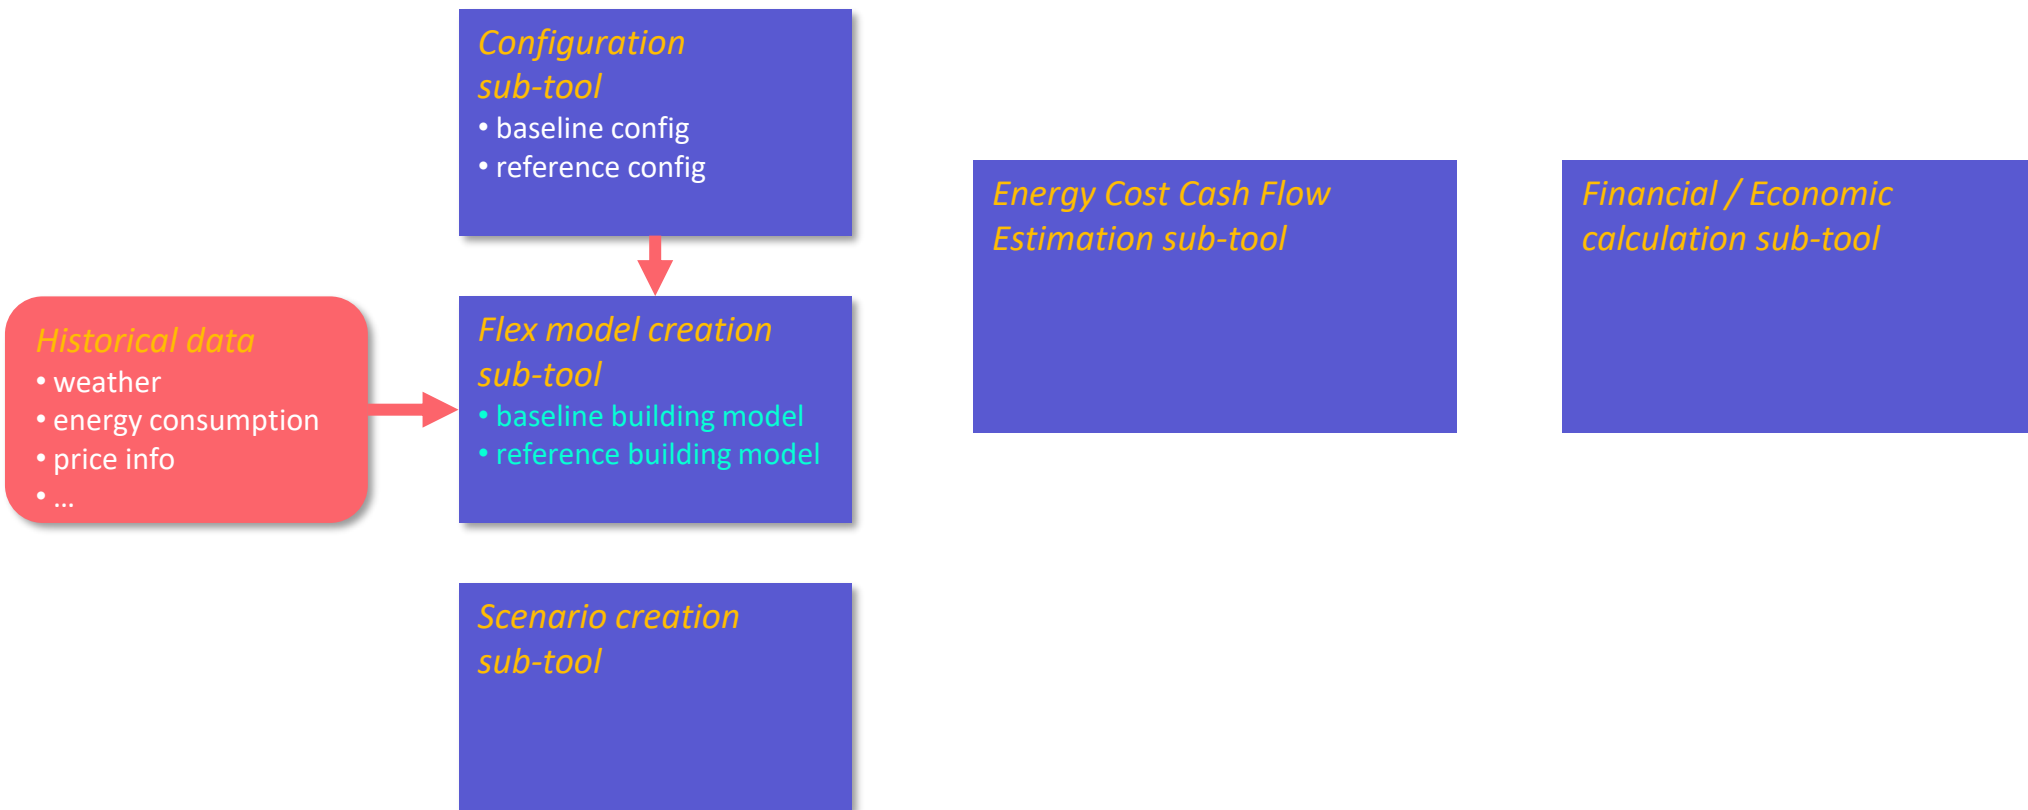 Configuration
sub-tool
• baseline config
• reference config
Historical data
• weather
• energy consumption
• price info
• ...
Flex model creation
sub-tool
• baseline building model
• reference building model
Scenario creation
sub-tool
Energy Cost Cash Flow
Estimation sub-tool
Financial / Economic
calculation sub-tool